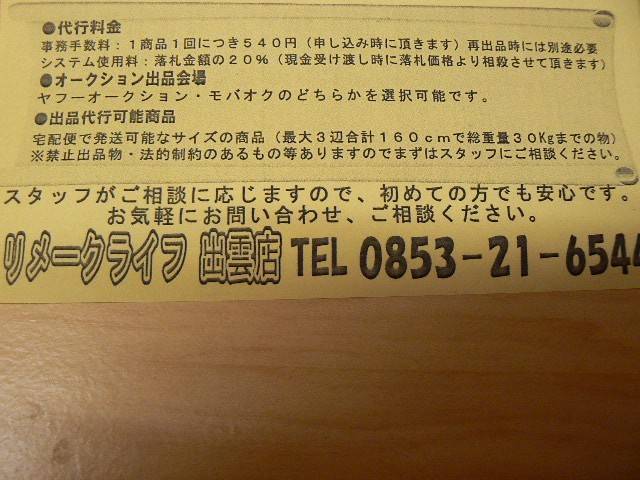 ●代行料金
事務手数料：1商品1回につき540円（申し込み時に頂きます）再出品時には別途必要
システム使用料：落札金額の20％（現金受け渡し時に落札価格より相殺させて頂きます）
●オークション出品会場
ヤフーオークション・モバオクのどちらかを選択可能です。
●出品代行可能商品
宅配便で発送可能なサイズの商品（最大3辺合計160cmで総重量30Kgまでの物）
※禁止出品物・法的制約のあるもの等ありますのでまずはスタッフにご相談ください。
スタッフがご相談に応じますので、初めての方でも安心です。
お気軽にお問い合わせ、ご相談ください。
リメークライフ 出雲店 TEL 0853-21-6544